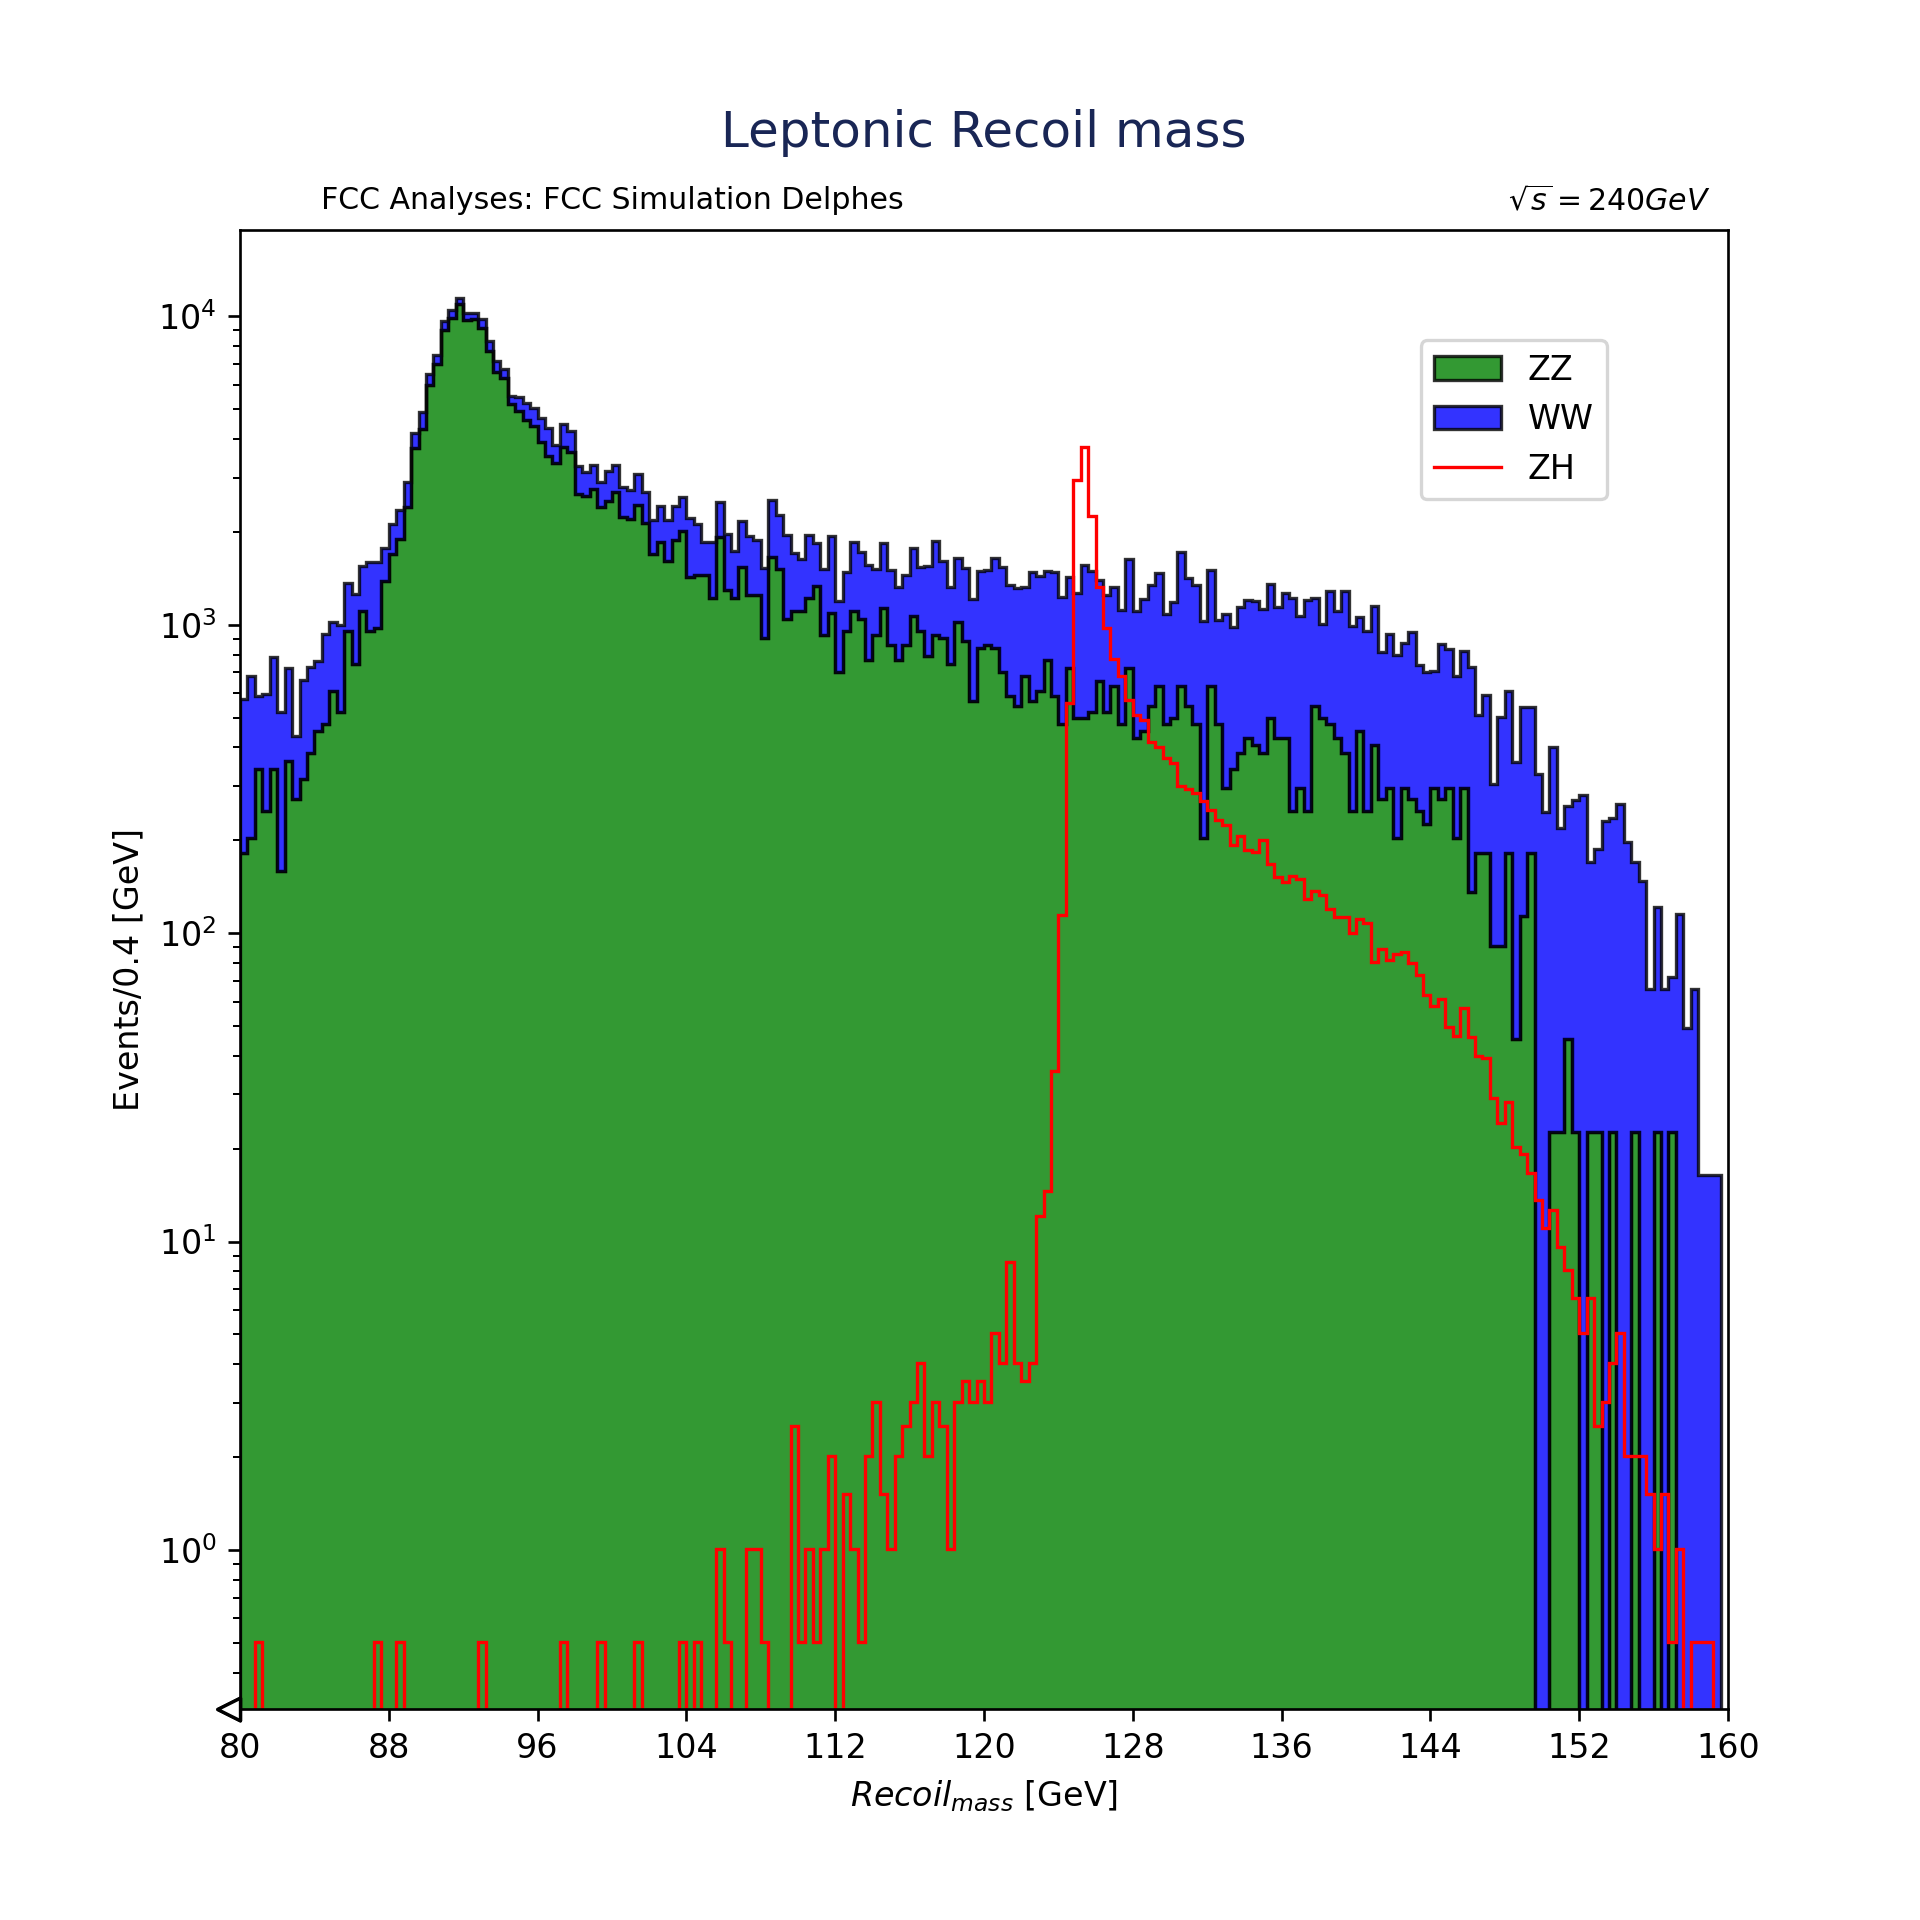 Leptonic Recoil mass
FCC Analyses: FCC Simulation Delphes
√s = 240GeV
10⁴
10³
10²
10¹
10⁰
Events/0.4 [GeV]
ZZ
WW
ZH
80 88 96 104 112 120 128 136 144 152 160
Recoil_mass [GeV]